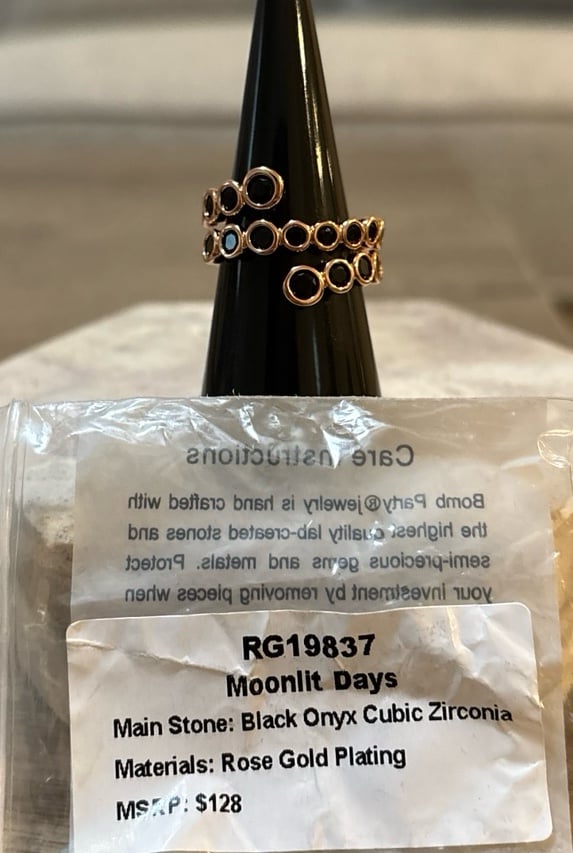 Care Instructions
Bomb Party®jewelry is hand crafted with
the highest quality lab-created stones and
semi-precious gems and metals. Protect
your investment by removing pieces when
RG19837
Moonlit Days
Main Stone: Black Onyx Cubic Zirconia
Materials: Rose Gold Plating
MSRP: $128